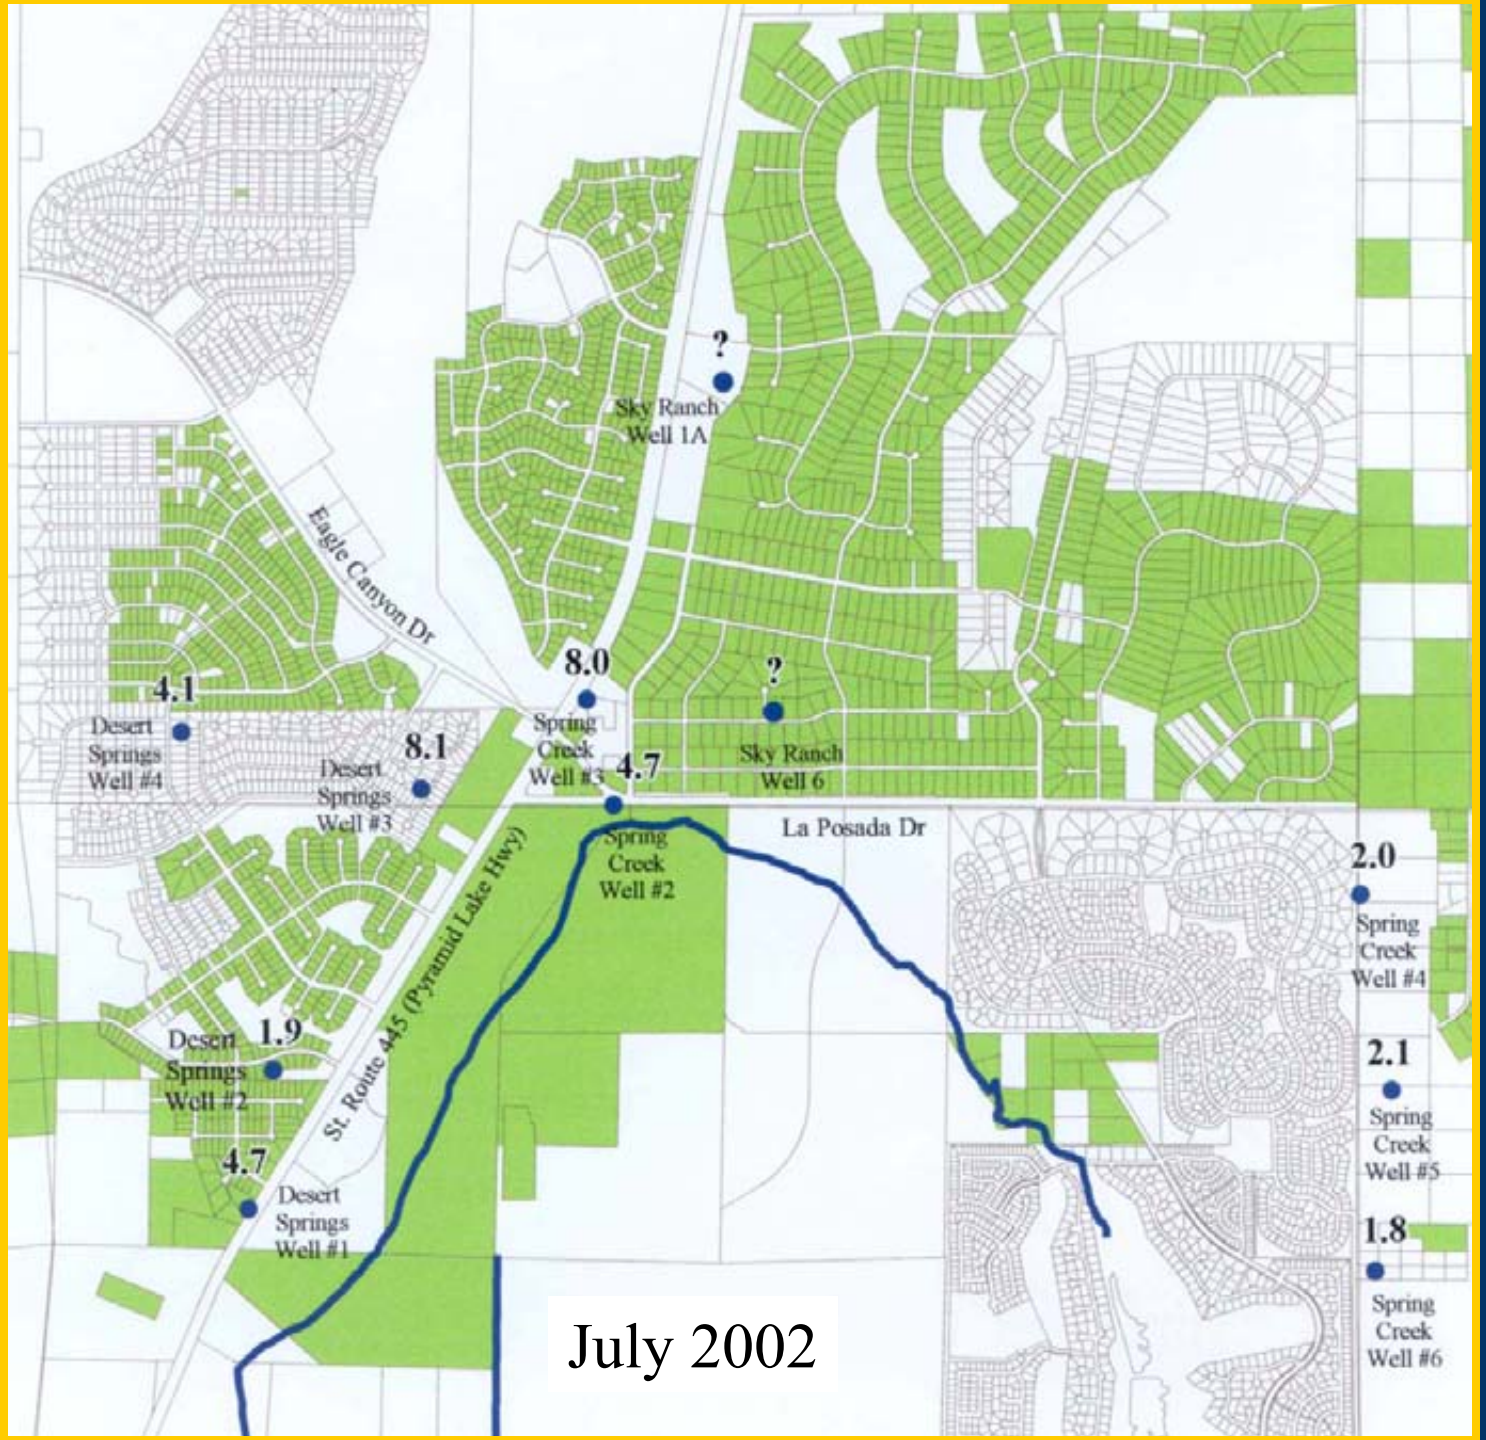 ?
Sky Ranch
Well 1A
Eagle Canyon Dr
8.0
Spring
Creek
Well #3
?
Sky Ranch
Well 6
4.1
Desert
Springs
Well #4
8.1
Desert
Springs
Well #3
4.7
Spring
Creek
Well #2
La Posada Dr
St. Route 445 (Pyramid Lake Hwy)
2.0
Spring
Creek
Well #4
1.9
Desert
Springs
Well #2
2.1
Spring
Creek
Well #5
4.7
Desert
Springs
Well #1
1.8
Spring
Creek
Well #6
July 2002